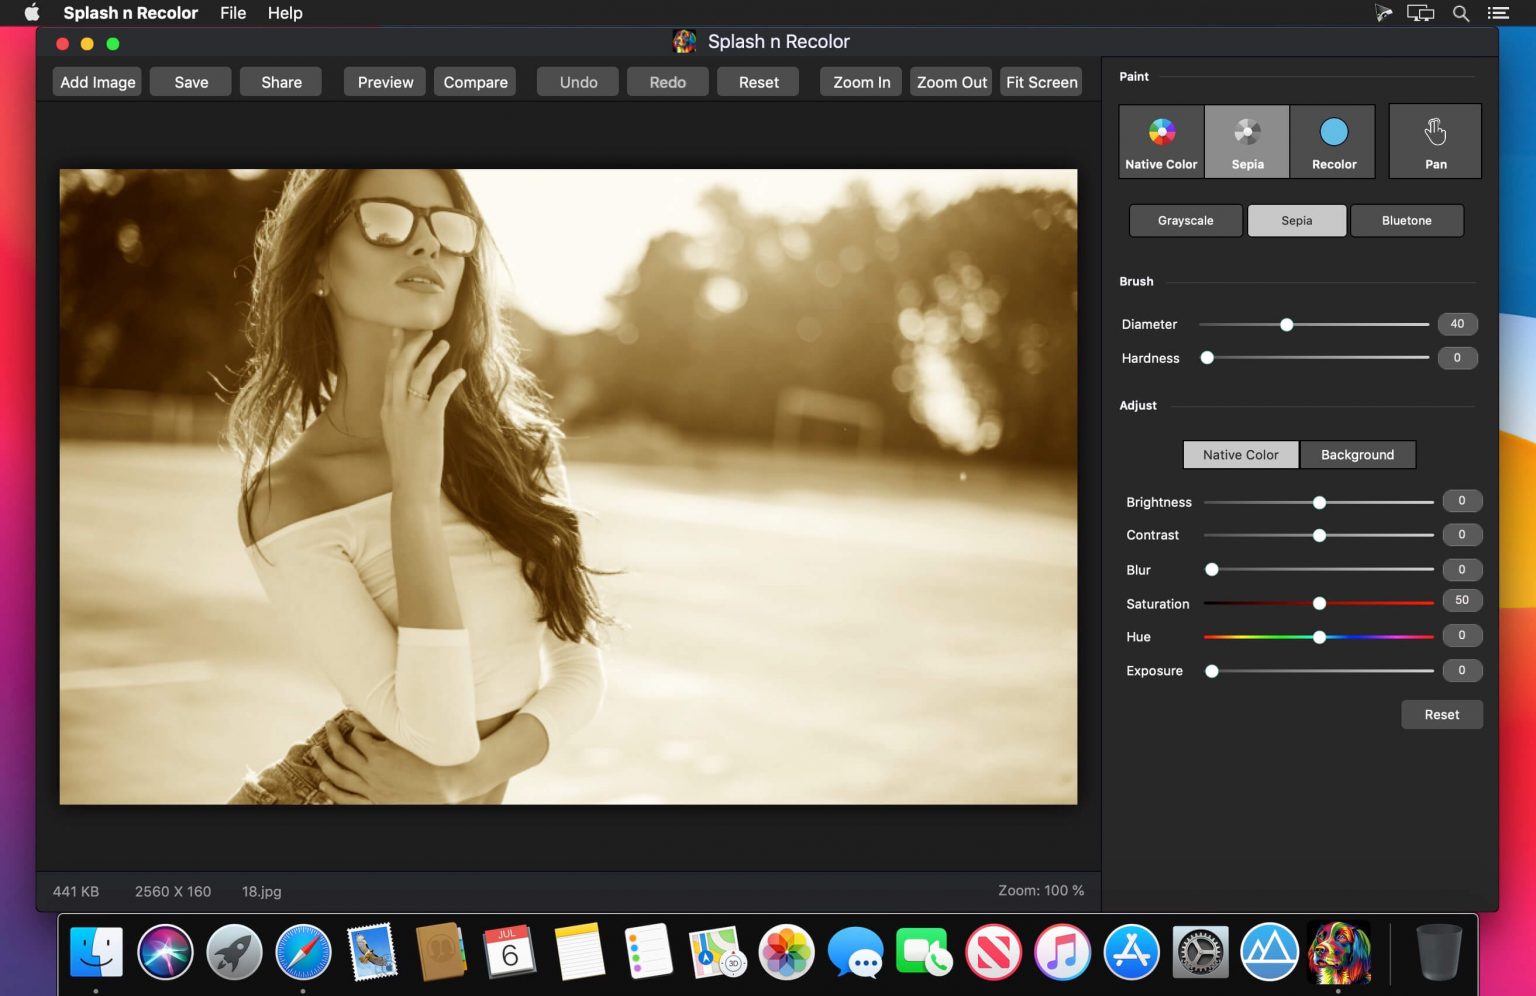 Splash n Recolor File Help
Splash n Recolor
Add Image Save Share Preview Compare Undo Redo Reset Zoom In Zoom Out Fit Screen
Paint
Native Color Sepia Recolor Pan
Grayscale Sepia Bluetone
Brush
Diameter 40
Hardness 0
Adjust
Native Color Background
Brightness 0
Contrast 0
Blur 0
Saturation 50
Hue 0
Exposure 0
Reset
441 KB 2560 X 160 18.jpg Zoom: 100 %
JUL
6
3D